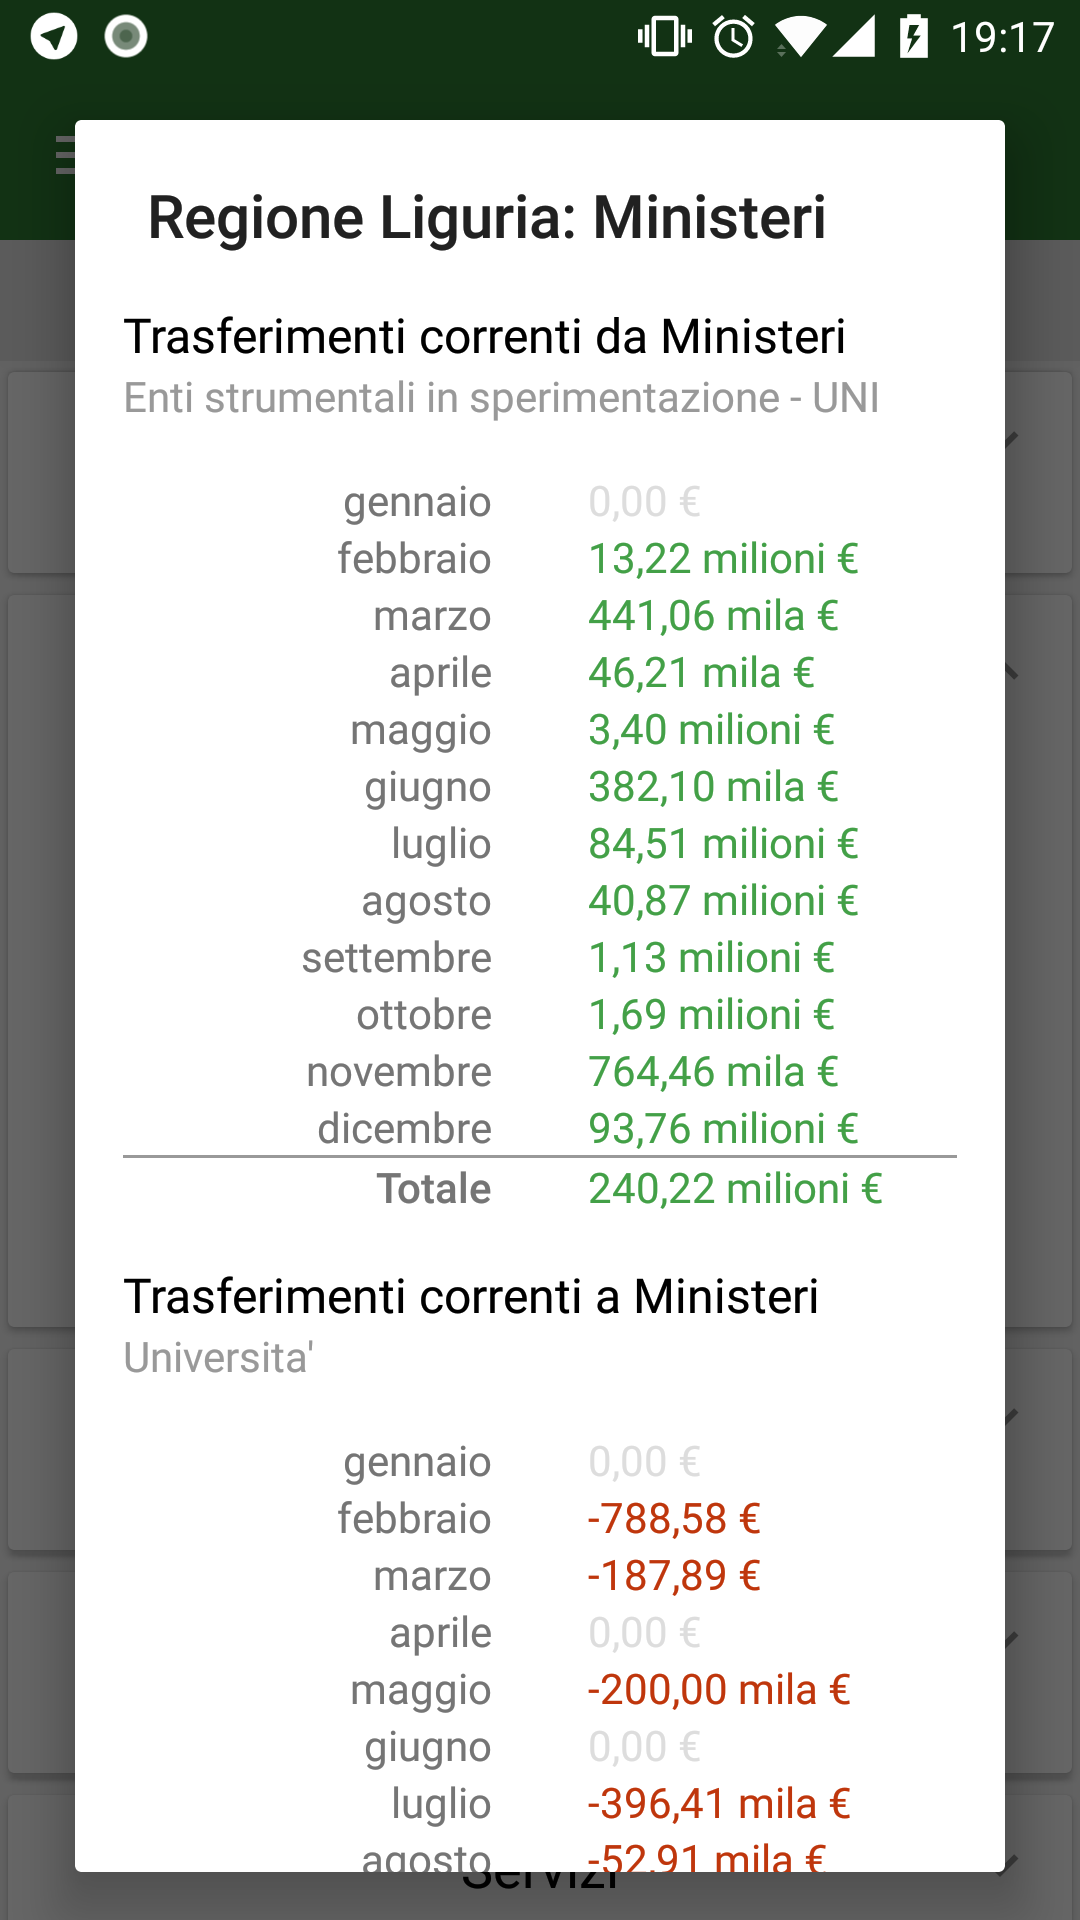 19:17
Regione Liguria: Ministeri
Trasferimenti correnti da Ministeri
Enti strumentali in sperimentazione - UNI
gennaio 0,00 €
febbraio 13,22 milioni €
marzo 441,06 mila €
aprile 46,21 mila €
maggio 3,40 milioni €
giugno 382,10 mila €
luglio 84,51 milioni €
agosto 40,87 milioni €
settembre 1,13 milioni €
ottobre 1,69 milioni €
novembre 764,46 mila €
dicembre 93,76 milioni €
Totale 240,22 milioni €
Trasferimenti correnti a Ministeri
Universita'
gennaio 0,00 €
febbraio -788,58 €
marzo -187,89 €
aprile 0,00 €
maggio -200,00 mila €
giugno 0,00 €
luglio -396,41 mila €
agosto -52,91 mila €
Servizi